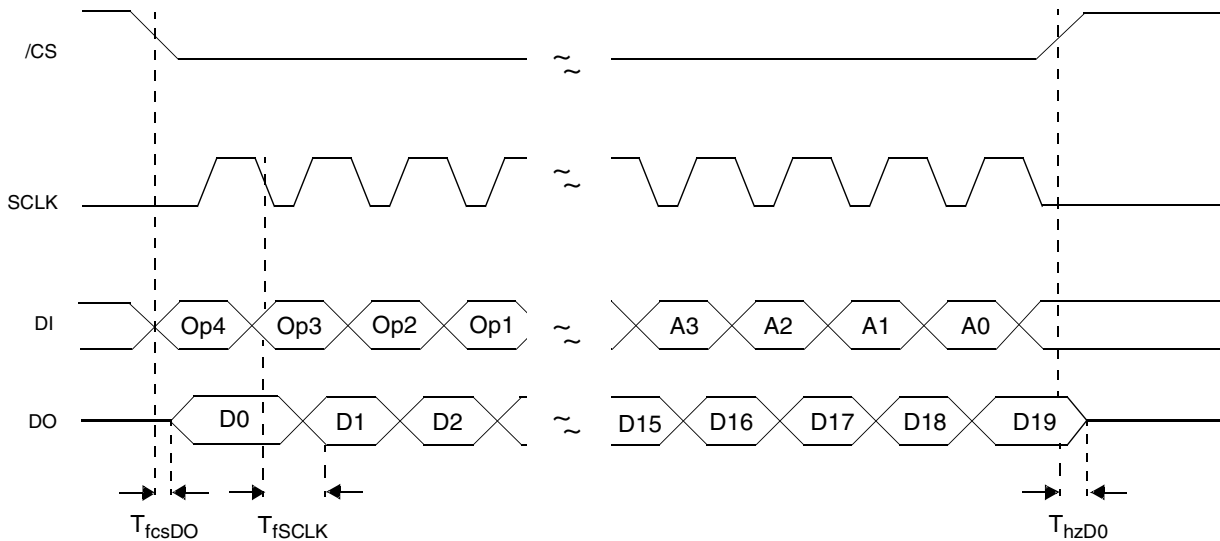 /CS
SCLK
DI
Op4 Op3 Op2 Op1 A3 A2 A1 A0
DO
D0 D1 D2 D15 D16 D17 D18 D19
TfcsDO TfSCLK ThzD0